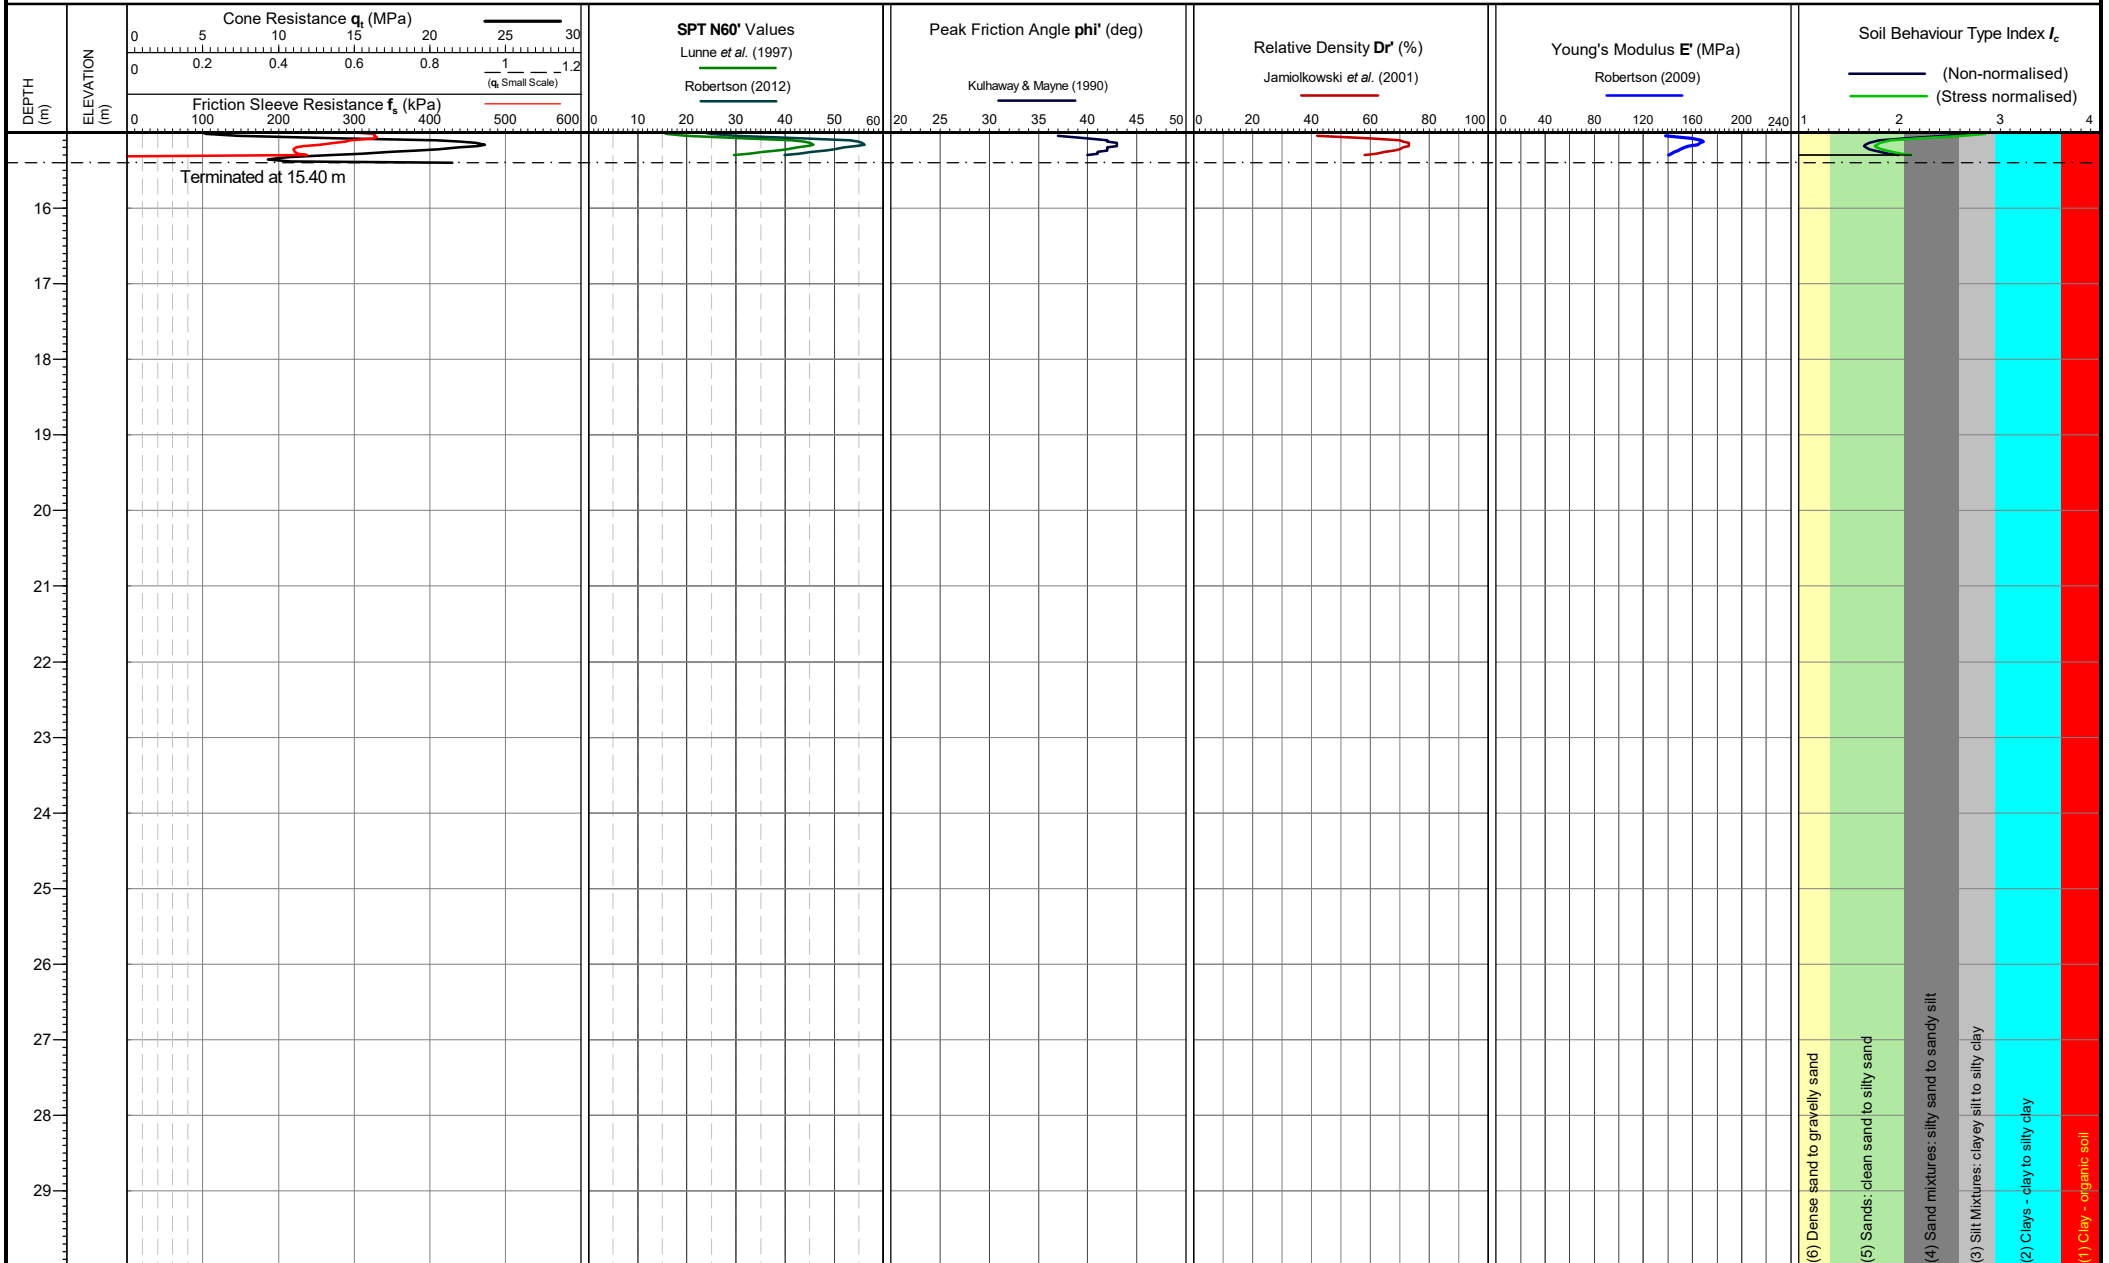 DEPTH
(m)
ELEVATION
(m)
Cone Resistance qt (MPa)
0 5 10 15 20 25 30
0 0.2 0.4 0.6 0.8 1 1.2
(qt Small Scale)
Friction Sleeve Resistance fs (kPa)
0 100 200 300 400 500 600
SPT N60' Values
Lunne et al. (1997)
Robertson (2012)
0 10 20 30 40 50 60
Peak Friction Angle phi' (deg)
Kulhaway & Mayne (1990)
20 25 30 35 40 45 50
Relative Density Dr' (%)
Jamiolkowski et al. (2001)
0 20 40 60 80 100
Young's Modulus E' (MPa)
Robertson (2009)
0 40 80 120 160 200 240
Soil Behaviour Type Index Ic
(Non-normalised)
(Stress normalised)
1 2 3 4
Terminated at 15.40 m
16
17
18
19
20
21
22
23
24
25
26
27
28
29
(6) Dense sand to gravelly sand
(5) Sands: clean sand to silty sand
(4) Sand mixtures: silty sand to sandy silt
(3) Silt Mixtures: clayey silt to silty clay
(2) Clays - clay to silty clay
(1) Clay - organic soil